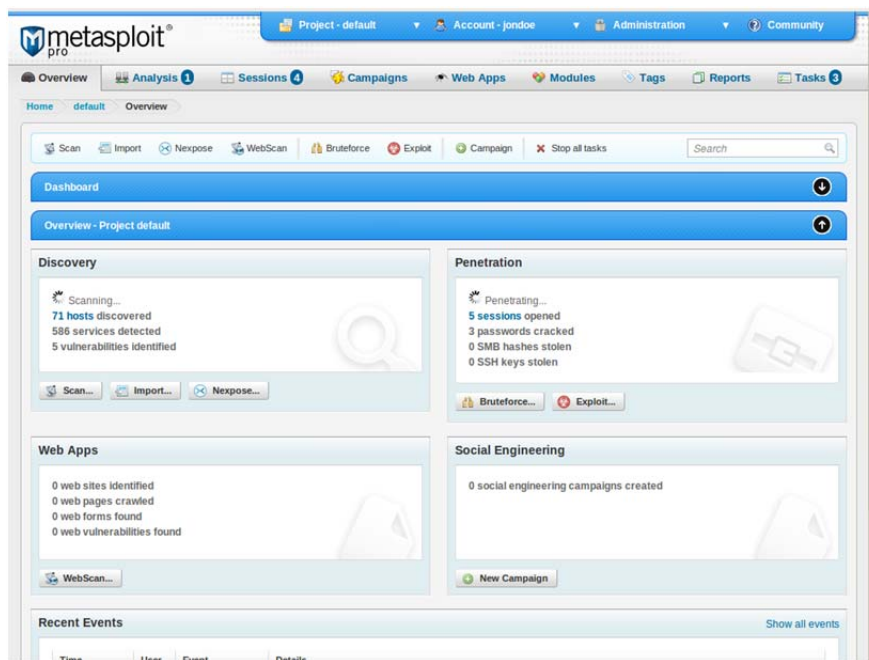 Project - default Account - jondoe Administration Community
metasploit®
pro
Overview Analysis 1 Sessions 4 Campaigns Web Apps Modules Tags Reports Tasks 3
Home default Overview
Scan Import Nexpose WebScan Bruteforce Exploit Campaign Stop all tasks Search
Dashboard
Overview - Project default
Discovery
Scanning...
71 hosts discovered
586 services detected
5 vulnerabilities identified
Scan... Import... Nexpose...
Penetration
Penetrating...
5 sessions opened
3 passwords cracked
0 SMB hashes stolen
0 SSH keys stolen
Bruteforce... Exploit...
Web Apps
0 web sites identified
0 web pages crawled
0 web forms found
0 web vulnerabilities found
WebScan...
Social Engineering
0 social engineering campaigns created
New Campaign
Recent Events Show all events
Time User Event Details